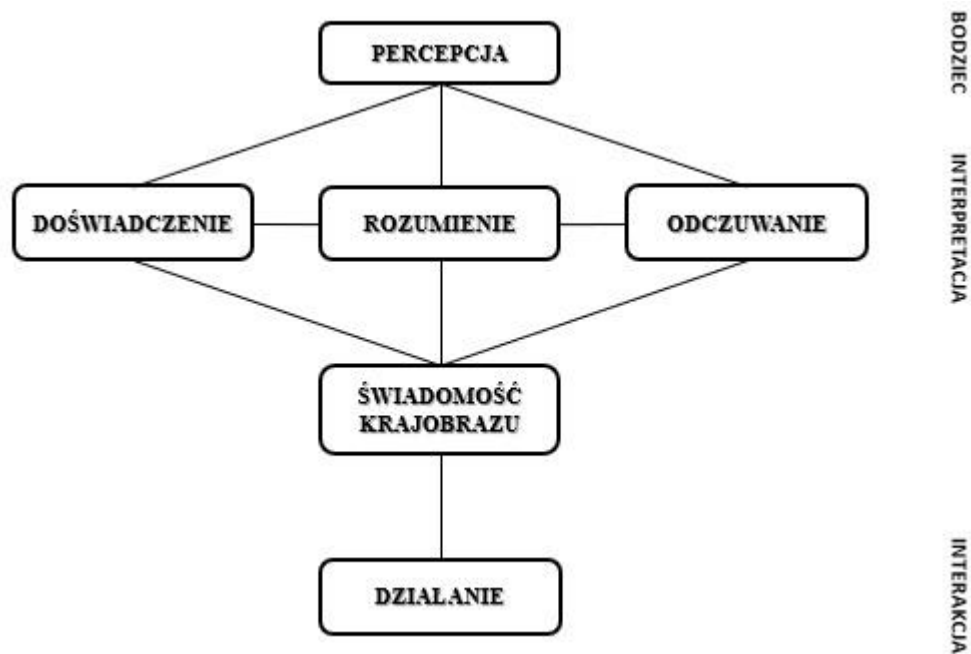 PERCEPCJA
BODZIEC
DOŚWIADCZENIE
ROZUMIENIE
ODCZUWANIE
INTERPRETACJA
ŚWIADOMOŚĆ
KRAJOBRAZU
DZIAŁANIE
INTERAKCJA